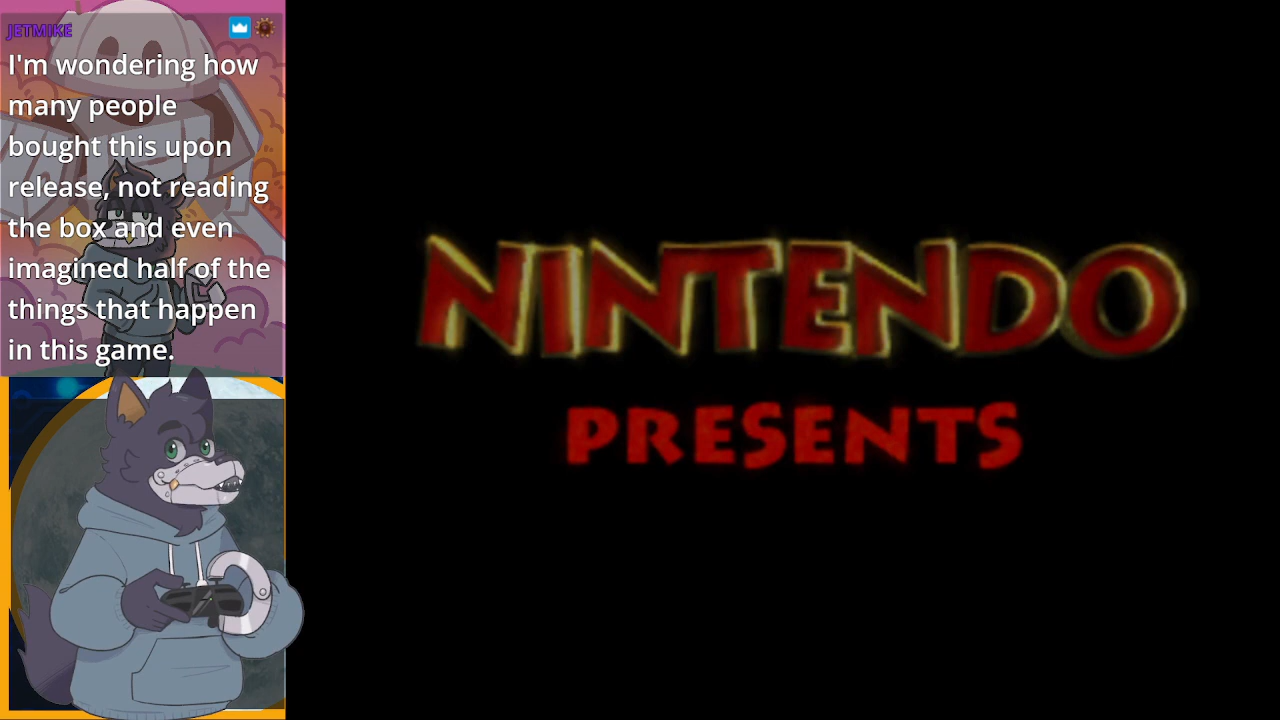 JETMIKE
I'm wondering how
many people
bought this upon
release, not reading
the box and even
imagined half of the
things that happen
in this game.
NINTENDO
PRESENTS